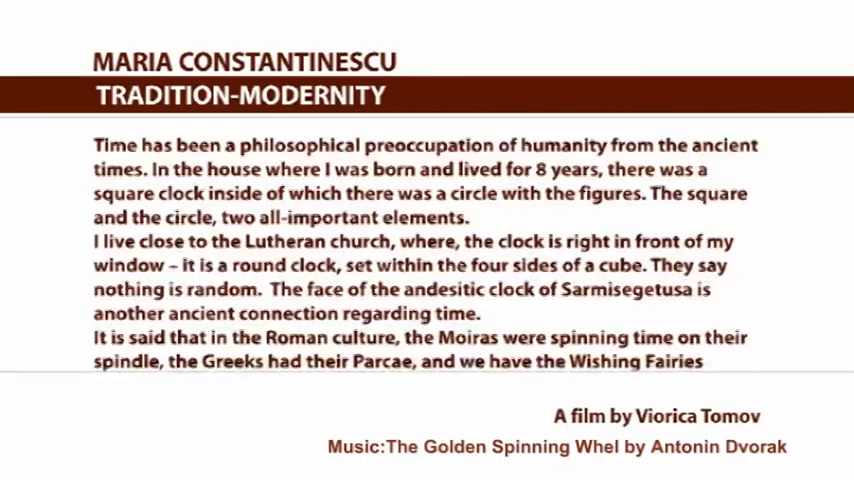 MARIA CONSTANTINESCU
TRADITION-MODERNITY
Time has been a philosophical preoccupation of humanity from the ancient
times. In the house where I was born and lived for 8 years, there was a
square clock inside of which there was a circle with the figures. The square
and the circle, two all-important elements.
I live close to the Lutheran church, where, the clock is right in front of my
window – it is a round clock, set within the four sides of a cube. They say
nothing is random.  The face of the andesitic clock of Sarmisegetusa is
another ancient connection regarding time.
It is said that in the Roman culture, the Moiras were spinning time on their
spindle, the Greeks had their Parcae, and we have the Wishing Fairies
A film by Viorica Tomov
Music:The Golden Spinning Whel by Antonin Dvorak